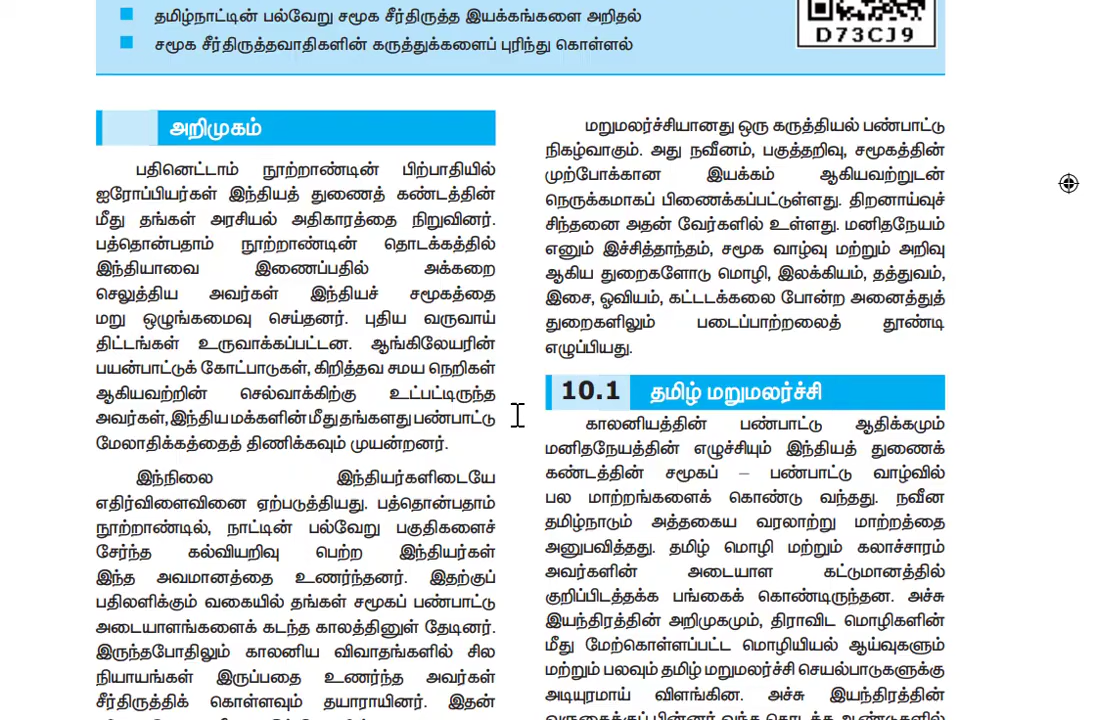 தமிழ்நாட்டின் பல்வேறு சமூக சீர்திருத்த இயக்கங்களை அறிதல்
சமூக சீர்திருத்தவாதிகளின் கருத்துக்களைப் புரிந்து கொள்ளல்
D73CJ9
அறிமுகம்
பதினெட்டாம் நூற்றாண்டின் பிற்பாதியில்
ஐரோப்பியர்கள் இந்தியத் துணைத் கண்டத்தின்
மீது தங்கள் அரசியல் அதிகாரத்தை நிறுவினர்.
பத்தொன்பதாம் நூற்றாண்டின் தொடக்கத்தில்
இந்தியாவை இணைப்பதில் அக்கறை
செலுத்திய அவர்கள் இந்தியச் சமூகத்தை
மறு ஒழுங்கமைவு செய்தனர். புதிய வருவாய்
திட்டங்கள் உருவாக்கப்பட்டன. ஆங்கிலேயரின்
பயன்பாட்டுக் கோட்பாடுகள், கிறித்தவ சமய நெறிகள்
ஆகியவற்றின் செல்வாக்கிற்கு உட்பட்டிருந்த
அவர்கள், இந்திய மக்களின் மீது தங்களது பண்பாட்டு
மேலாதிக்கத்தைத் திணிக்கவும் முயன்றனர்.
இந்நிலை இந்தியர்களிடையே
எதிர்விளைவினை ஏற்படுத்தியது. பத்தொன்பதாம்
நூற்றாண்டில், நாட்டின் பல்வேறு பகுதிகளைச்
சேர்ந்த கல்வியறிவு பெற்ற இந்தியர்கள்
இந்த அவமானத்தை உணர்ந்தனர். இதற்குப்
பதிலளிக்கும் வகையில் தங்கள் சமூகப் பண்பாட்டு
அடையாளங்களைக் கடந்த காலத்தினுள் தேடினர்.
இருந்தபோதிலும் காலனிய விவாதங்களில் சில
நியாயங்கள் இருப்பதை உணர்ந்த அவர்கள்
சீர்திருத்திக் கொள்ளவும் தயாராயினர். இதன்
மறுமலர்ச்சியானது ஒரு கருத்தியல் பண்பாட்டு
நிகழ்வாகும். அது நவீனம், பகுத்தறிவு, சமூகத்தின்
முற்போக்கான இயக்கம் ஆகியவற்றுடன்
நெருக்கமாகப் பிணைக்கப்பட்டுள்ளது. திறனாய்வுச்
சிந்தனை அதன் வேர்களில் உள்ளது. மனிதநேயம்
எனும் இச்சித்தாந்தம், சமூக வாழ்வு மற்றும் அறிவு
ஆகிய துறைகளோடு மொழி, இலக்கியம், தத்துவம்,
இசை, ஓவியம், கட்டடக்கலை போன்ற அனைத்துத்
துறைகளிலும் படைப்பாற்றலைத் தூண்டி
எழுப்பியது.
10.1 தமிழ் மறுமலர்ச்சி
காலனியத்தின் பண்பாட்டு ஆதிக்கமும்
மனிதநேயத்தின் எழுச்சியும் இந்தியத் துணைக்
கண்டத்தின் சமூகப் – பண்பாட்டு வாழ்வில்
பல மாற்றங்களைக் கொண்டு வந்தது. நவீன
தமிழ்நாடும் அத்தகைய வரலாற்று மாற்றத்தை
அனுபவித்தது. தமிழ் மொழி மற்றும் கலாச்சாரம்
அவர்களின் அடையாள கட்டுமானத்தில்
குறிப்பிடத்தக்க பங்கைக் கொண்டிருந்தன. அச்சு
இயந்திரத்தின் அறிமுகமும், திராவிட மொழிகளின்
மீது மேற்கொள்ளப்பட்ட மொழியியல் ஆய்வுகளும்
மற்றும் பலவும் தமிழ் மறுமலர்ச்சி செயல்பாடுகளுக்கு
அடியுரமாய் விளங்கின. அச்சு இயந்திரத்தின்
வருகைக்குப் பின்னர் வந்த தொடக்க ஆண்டுகளில்